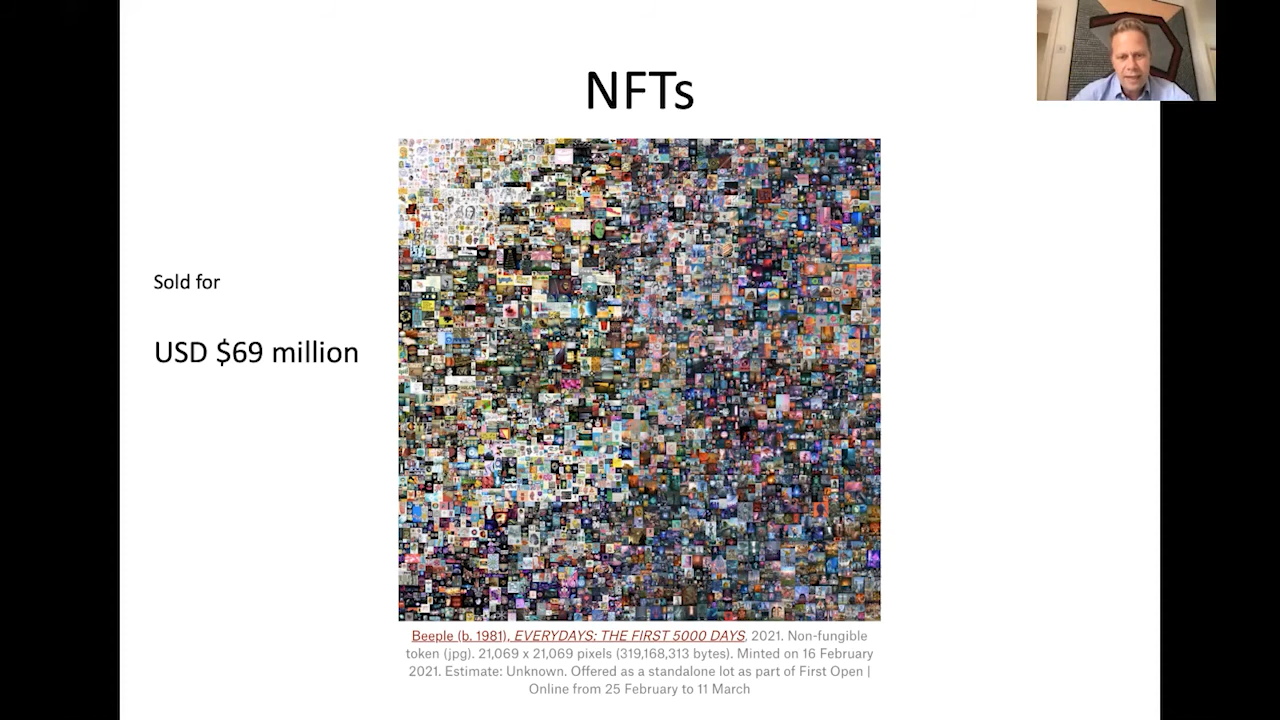 NFTs
Sold for
USD $69 million
Beeple (b. 1981), EVERYDAYS: THE FIRST 5000 DAYS, 2021. Non-fungible
token (jpg). 21,069 x 21,069 pixels (319,168,313 bytes). Minted on 16 February
2021. Estimate: Unknown. Offered as a standalone lot as part of First Open |
Online from 25 February to 11 March